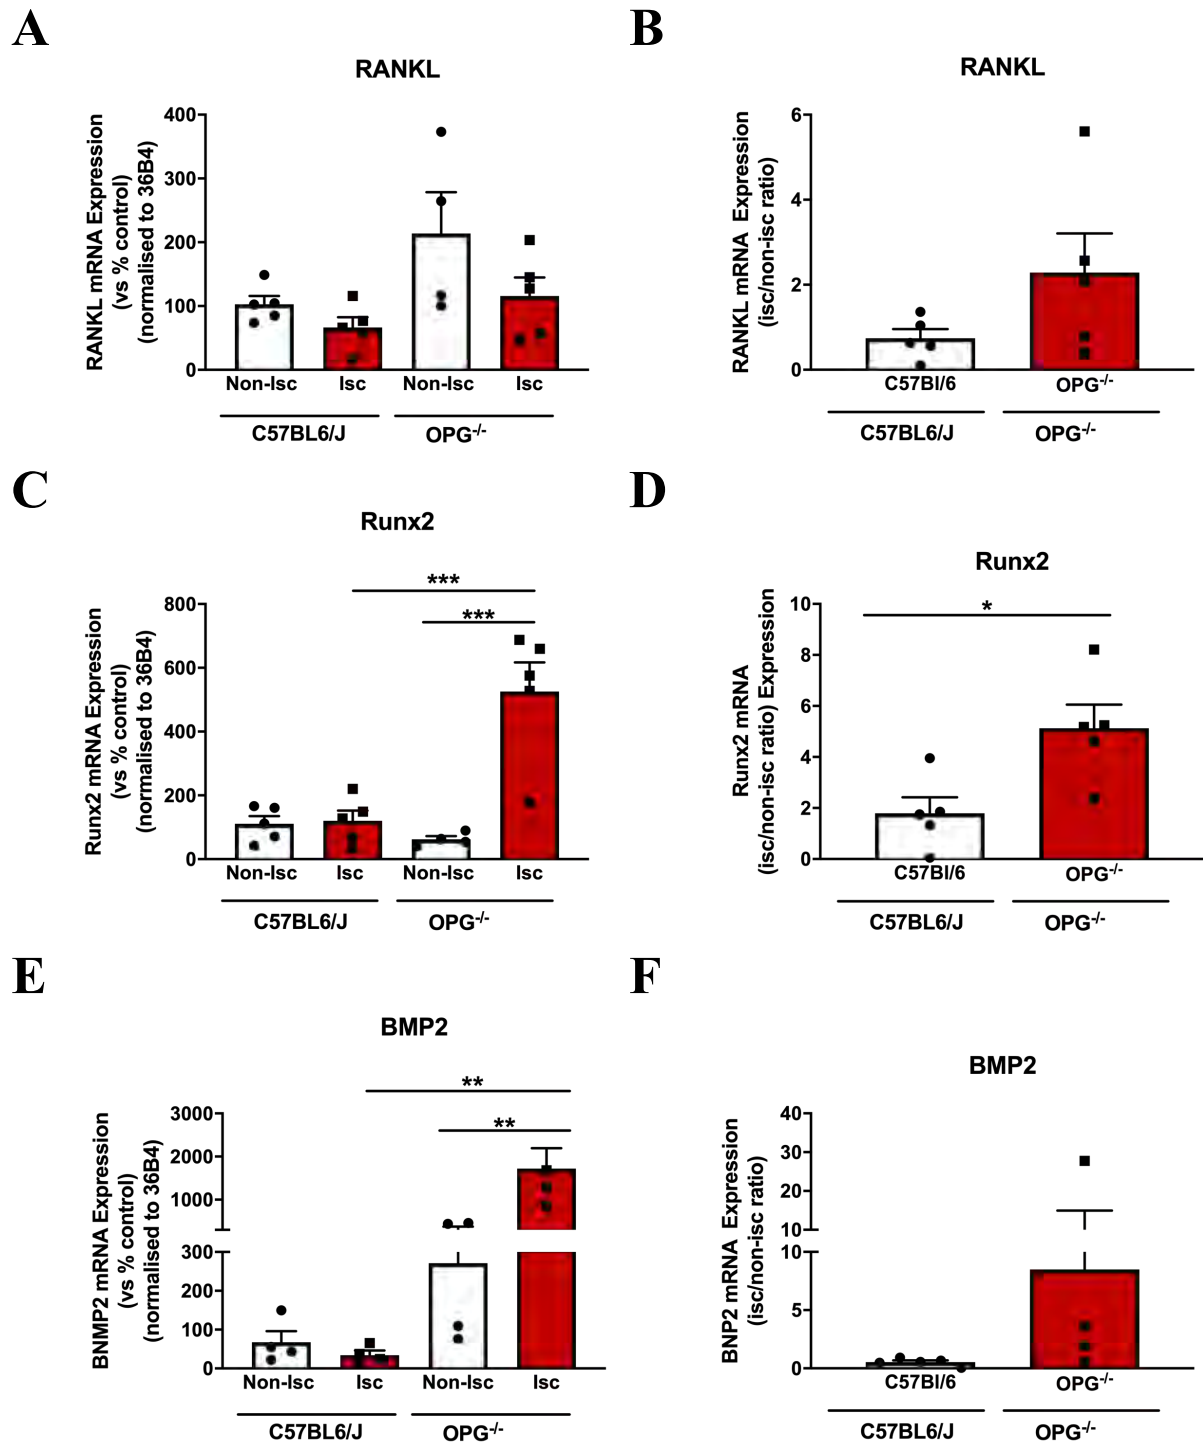 A
RANKL
RANKL mRNA Expression
(vs % control)
(normalised to 36B4)
400
300
200
100
0
Non-Isc Isc Non-Isc Isc
C57BL6/J OPG-/-
B
RANKL
RANKL mRNA Expression
(isc/non-isc ratio)
6
4
2
0
C57Bl/6 OPG-/-
C57BL6/J OPG-/-
C
Runx2
***
***
Runx2 mRNA Expression
(vs % control)
(normalised to 36B4)
800
600
400
200
0
Non-Isc Isc Non-Isc Isc
C57BL6/J OPG-/-
D
Runx2
*
Runx2 mRNA
(isc/non-isc ratio) Expression
10
8
6
4
2
0
C57Bl/6 OPG-/-
C57BL6/J OPG-/-
E
BMP2
**
**
BNMP2 mRNA Expression
(vs % control)
(normalised to 36B4)
3000
2000
1000
300
200
100
0
Non-Isc Isc Non-Isc Isc
C57BL6/J OPG-/-
F
BMP2
BNP2 mRNA Expression
(isc/non-isc ratio)
40
30
20
10
10
5
0
C57Bl/6 OPG-/-
C57BL6/J OPG-/-